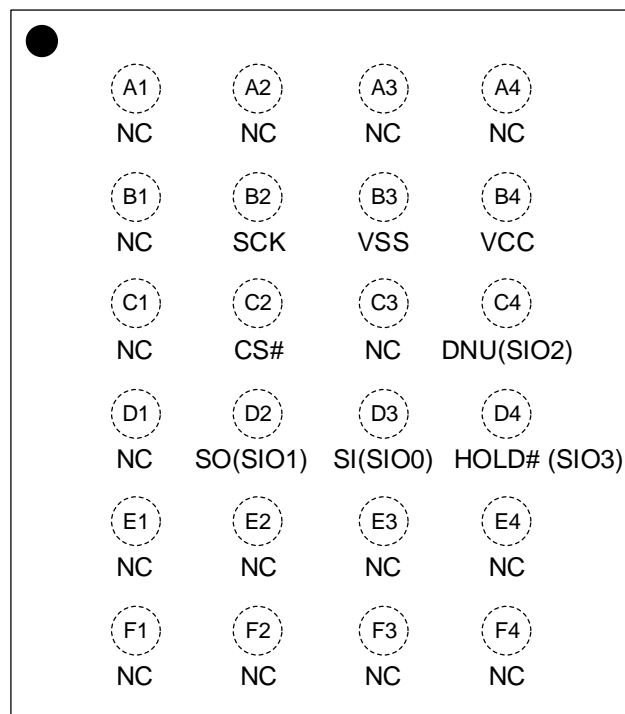 A1 A2 A3 A4
NC NC NC NC
B1 B2 B3 B4
NC SCK VSS VCC
C1 C2 C3 C4
NC CS# NC DNU(SIO2)
D1 D2 D3 D4
NC SO(SIO1) SI(SIO0) HOLD# (SIO3)
E1 E2 E3 E4
NC NC NC NC
F1 F2 F3 F4
NC NC NC NC